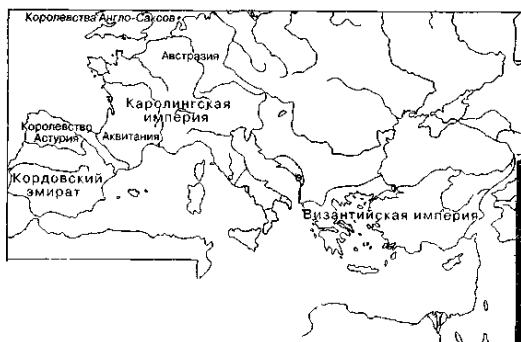 Королевства Англо-Саксов
Австразия
Каролингская
империя
Королевство
Астурия
Аквитания
Кордовский
эмират
Византийская империя